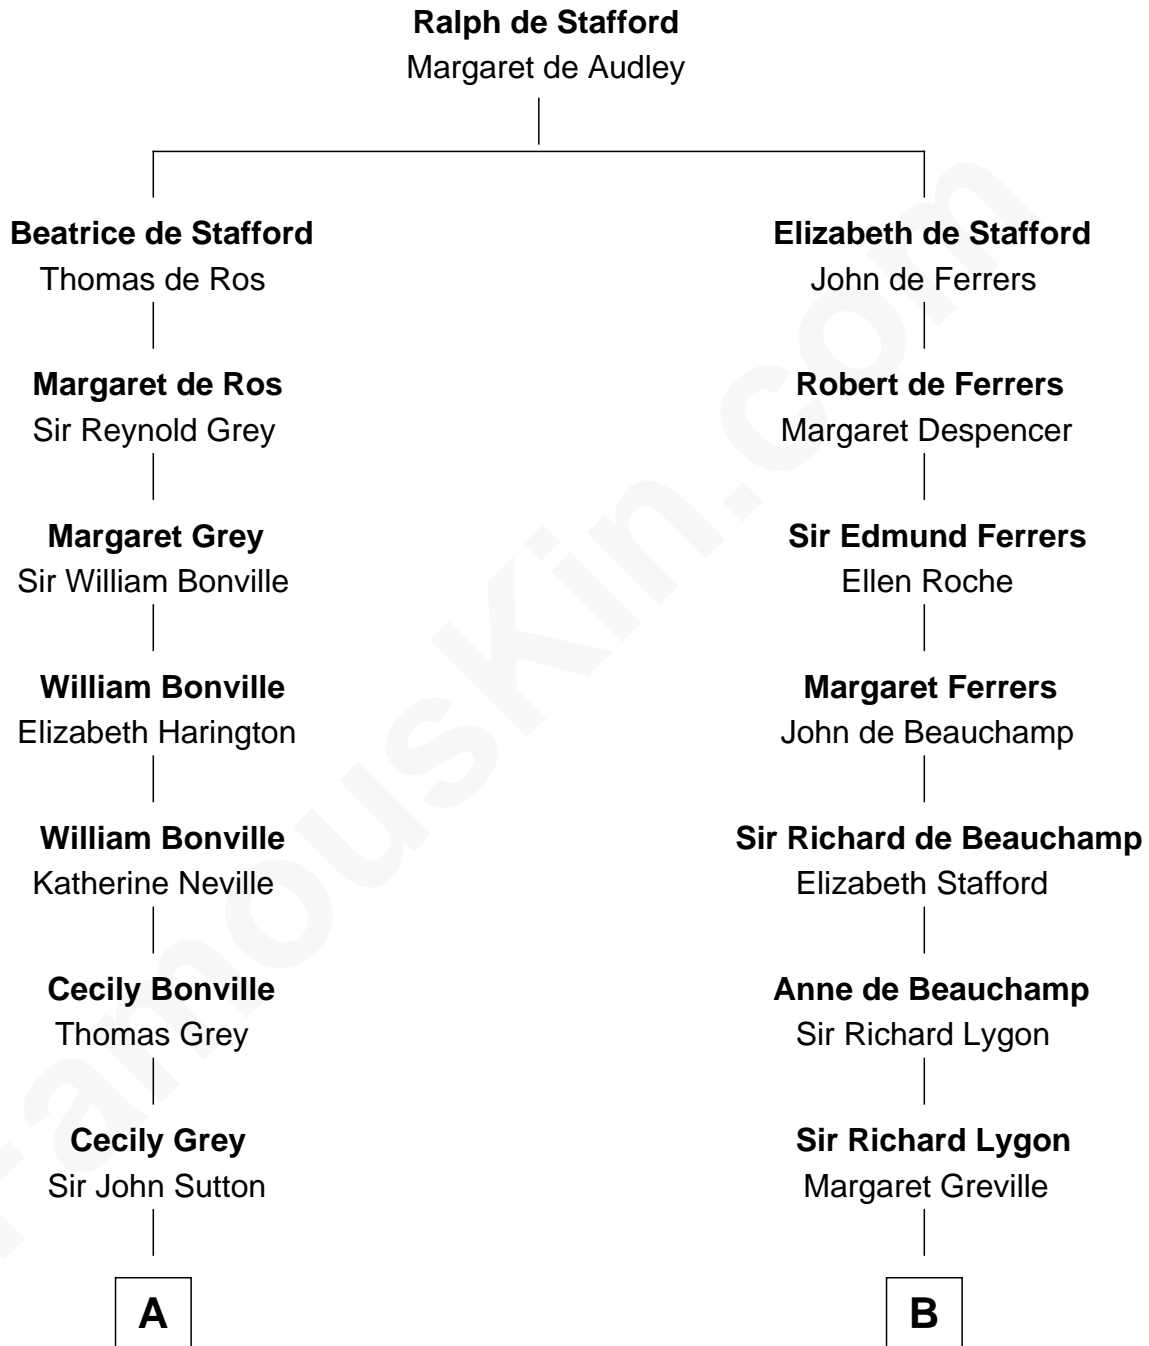 Ralph de Stafford
Margaret de Audley
Beatrice de Stafford
Thomas de Ros
Margaret de Ros
Sir Reynold Grey
Margaret Grey
Sir William Bonville
William Bonville
Elizabeth Harington
William Bonville
Katherine Neville
Cecily Bonville
Thomas Grey
Cecily Grey
Sir John Sutton
A
Elizabeth de Stafford
John de Ferrers
Robert de Ferrers
Margaret Despencer
Sir Edmund Ferrers
Ellen Roche
Margaret Ferrers
John de Beauchamp
Sir Richard de Beauchamp
Elizabeth Stafford
Anne de Beauchamp
Sir Richard Lygon
Sir Richard Lygon
Margaret Greville
B
FamousKin.com